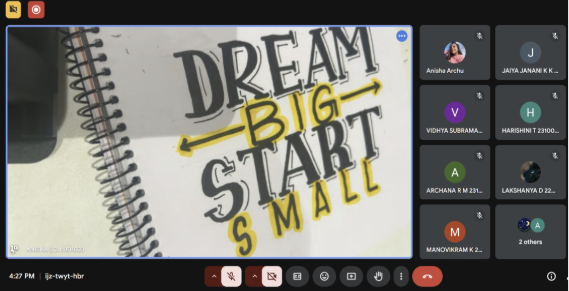 DREAM
BIG
START
SMALL
Anisha Archu
J
JAIYA JANANI K K ...
V
VIDHYA SUBRAMA...
H
HARISHINI T 23100...
A
ARCHANA R M 231...
LAKSHANYA D 22...
M
MANOVIKRAM K 2...
A
2 others
4:27 PM | ijz-twyt-hbr